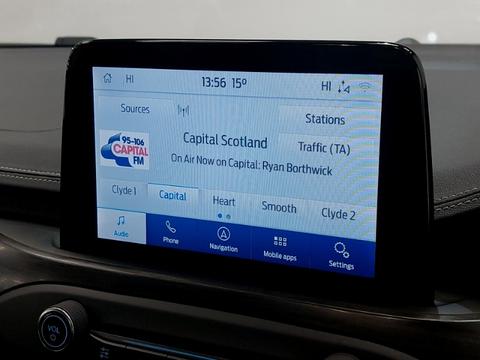 HI 13:56 15° HI
Sources
Stations
95-106
CAPITAL
FM
Capital Scotland
Traffic (TA)
On Air Now on Capital: Ryan Borthwick
Clyde 1 Capital Heart Smooth Clyde 2
Audio Phone Navigation Mobile apps Settings
VOL